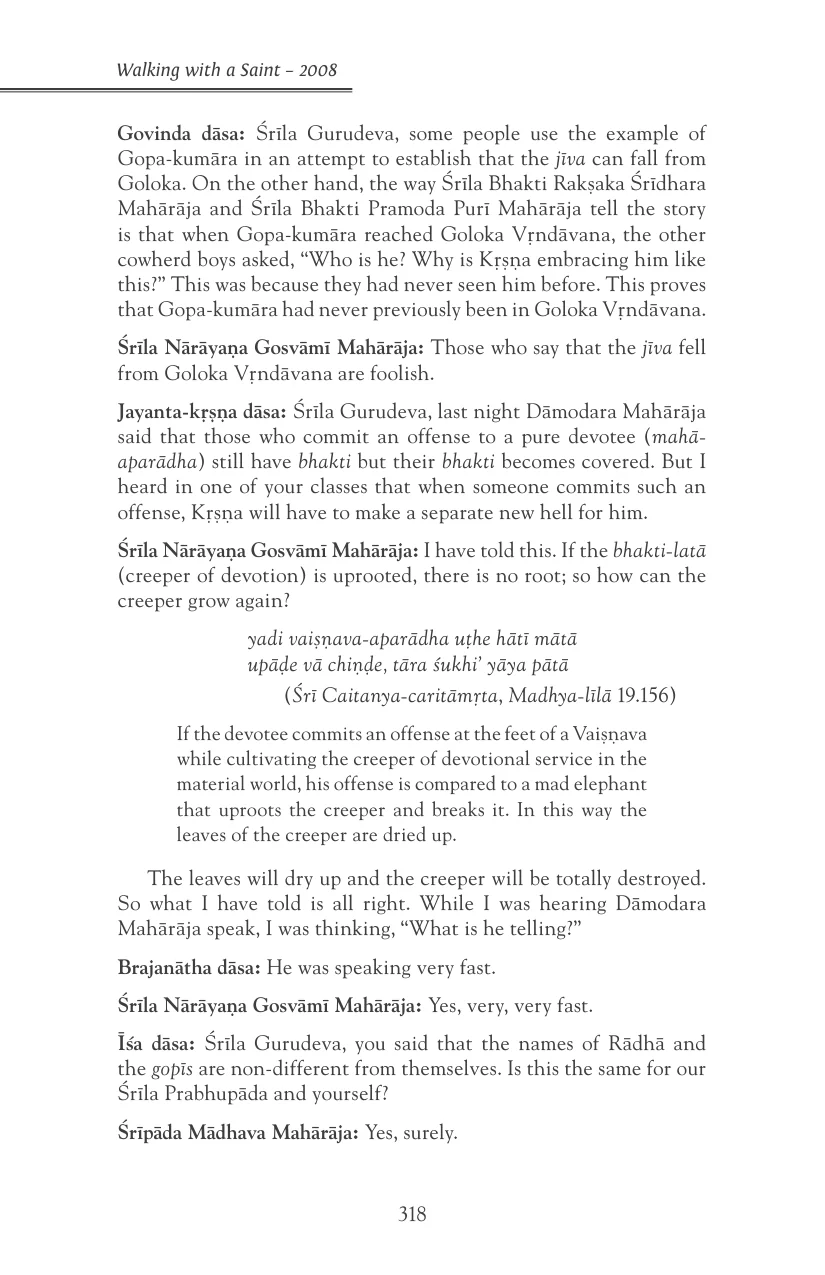 Walking with a Saint – 2008
Govinda dāsa: Śrīla Gurudeva, some people use the example of
Gopa-kumāra in an attempt to establish that the jīva can fall from
Goloka. On the other hand, the way Śrīla Bhakti Rakṣaka Śrīdhara
Mahārāja and Śrīla Bhakti Pramoda Purī Mahārāja tell the story
is that when Gopa-kumāra reached Goloka Vṛndāvana, the other
cowherd boys asked, “Who is he? Why is Kṛṣṇa embracing him like
this?” This was because they had never seen him before. This proves
that Gopa-kumāra had never previously been in Goloka Vṛndāvana.
Śrīla Nārāyaṇa Gosvāmī Mahārāja: Those who say that the jīva fell
from Goloka Vṛndāvana are foolish.
Jayanta-kṛṣṇa dāsa: Śrīla Gurudeva, last night Dāmodara Mahārāja
said that those who commit an offense to a pure devotee (mahā-
aparādha) still have bhakti but their bhakti becomes covered. But I
heard in one of your classes that when someone commits such an
offense, Kṛṣṇa will have to make a separate new hell for him.
Śrīla Nārāyaṇa Gosvāmī Mahārāja: I have told this. If the bhakti-latā
(creeper of devotion) is uprooted, there is no root; so how can the
creeper grow again?
yadi vaiṣṇava-aparādha uṭhe hātī mātā
upāḍe vā chiṇḍe, tāra śukhi’ yāya pātā
(Śrī Caitanya-caritāmṛta, Madhya-līlā 19.156)
If the devotee commits an offense at the feet of a Vaiṣṇava
while cultivating the creeper of devotional service in the
material world, his offense is compared to a mad elephant
that uproots the creeper and breaks it. In this way the
leaves of the creeper are dried up.
The leaves will dry up and the creeper will be totally destroyed.
So what I have told is all right. While I was hearing Dāmodara
Mahārāja speak, I was thinking, “What is he telling?”
Brajanātha dāsa: He was speaking very fast.
Śrīla Nārāyaṇa Gosvāmī Mahārāja: Yes, very, very fast.
Īśa dāsa: Śrīla Gurudeva, you said that the names of Rādhā and
the gopīs are non-different from themselves. Is this the same for our
Śrīla Prabhupāda and yourself?
Śrīpāda Mādhava Mahārāja: Yes, surely.
318